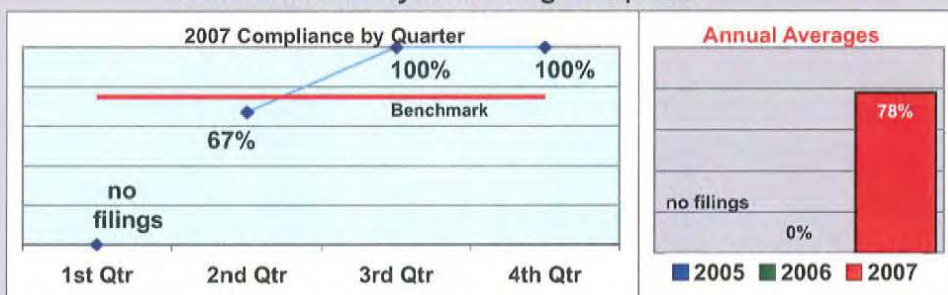 2007 Compliance by Quarter
100%
100%
Benchmark
67%
no
filings
1st Qtr
2nd Qtr
3rd Qtr
4th Qtr
Annual Averages
78%
no filings
0%
2005
2006
2007